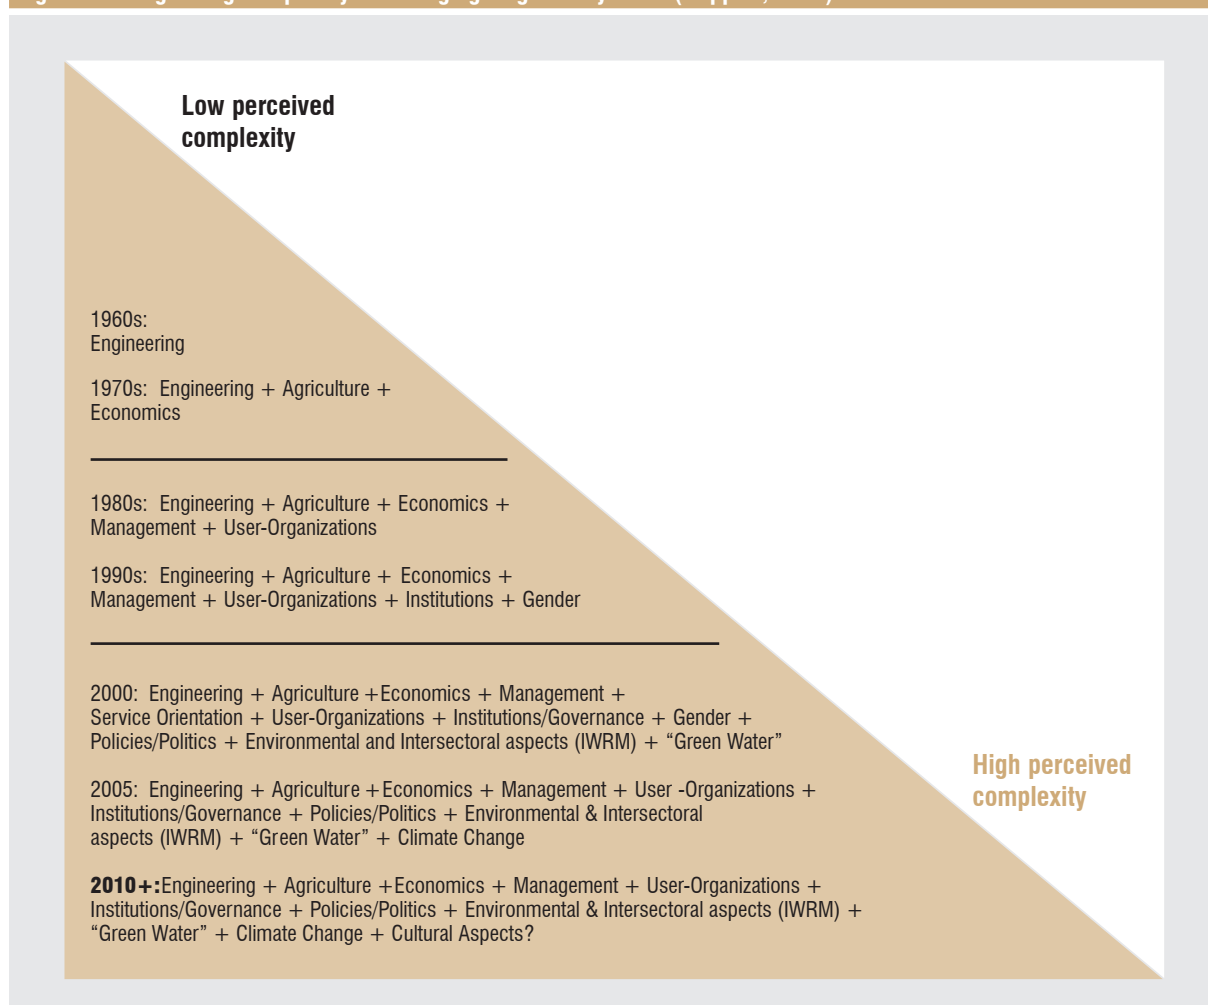 Low perceived
complexity
1960s:
Engineering
1970s: Engineering + Agriculture +
Economics
1980s: Engineering + Agriculture + Economics +
Management + User-Organizations
1990s: Engineering + Agriculture + Economics +
Management + User-Organizations + Institutions + Gender
2000: Engineering + Agriculture +Economics + Management +
Service Orientation + User-Organizations + Institutions/Governance + Gender +
Policies/Politics + Environmental and Intersectoral aspects (IWRM) + “Green Water”
High perceived
complexity
2005: Engineering + Agriculture +Economics + Management + User -Organizations +
Institutions/Governance + Policies/Politics + Environmental & Intersectoral
aspects (IWRM) + “Green Water” + Climate Change
2010+:Engineering + Agriculture +Economics + Management + User-Organizations +
Institutions/Governance + Policies/Politics + Environmental & Intersectoral aspects (IWRM) +
“Green Water” + Climate Change + Cultural Aspects?